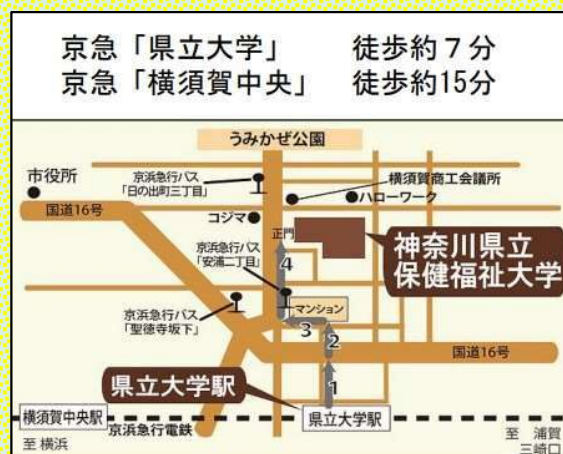 京急「県立大学」　　徒歩約７分
京急「横須賀中央」　徒歩約15分
うみかぜ公園
市役所
京浜急行バス
「日の出町三丁目」
横須賀商工会議所
ハローワーク
国道16号
コジマ
正門
神奈川県立
保健福祉大学
京浜急行バス
「安浦二丁目」
4
京浜急行バス
「聖徳寺坂下」
マンション
3
2
国道16号
県立大学駅
1
横須賀中央駅
県立大学駅
京浜急行電鉄
至 横浜
至 浦賀
三崎口